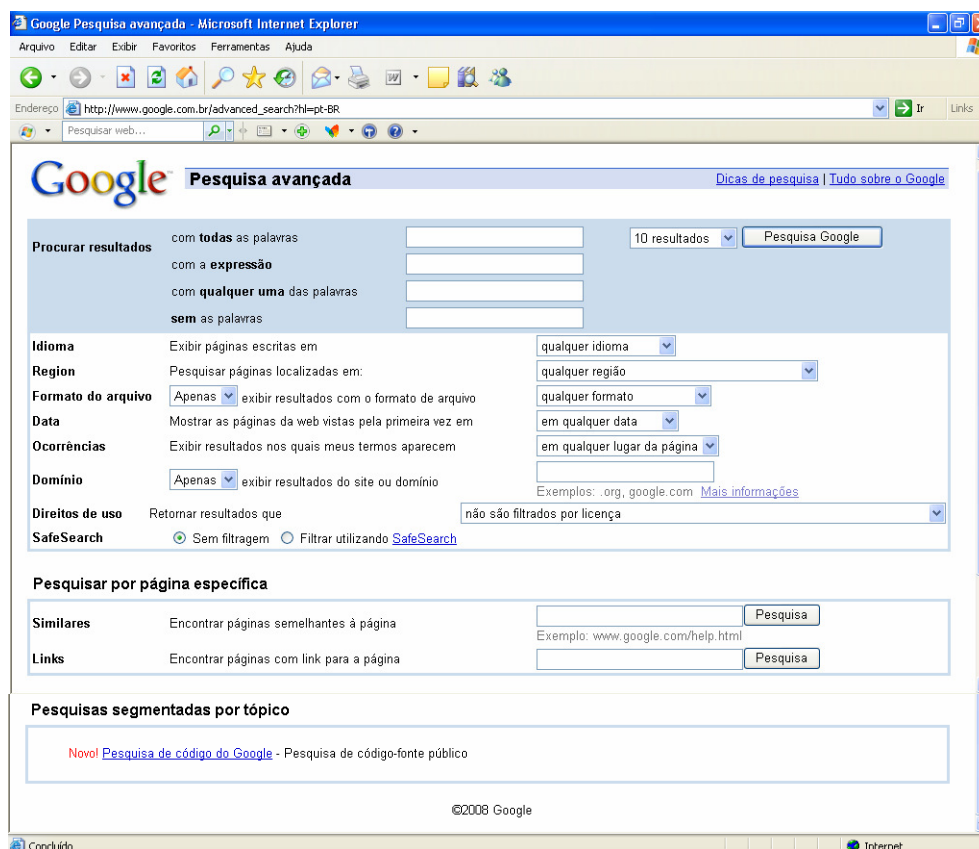 Google Pesquisa avançada - Microsoft Internet Explorer
Arquivo Editar Exibir Favoritos Ferramentas Ajuda
Endereço http://www.google.com.br/advanced_search?hl=pt-BR Ir Links
Pesquisar web...
Google Pesquisa avançada Dicas de pesquisa | Tudo sobre o Google
Procurar resultados com todas as palavras 10 resultados Pesquisa Google
com a expressão
com qualquer uma das palavras
sem as palavras
Idioma Exibir páginas escritas em qualquer idioma
Region Pesquisar páginas localizadas em: qualquer região
Formato do arquivo Apenas exibir resultados com o formato de arquivo qualquer formato
Data Mostrar as páginas da web vistas pela primeira vez em em qualquer data
Ocorrências Exibir resultados nos quais meus termos aparecem em qualquer lugar da página
Domínio Apenas exibir resultados do site ou domínio
Exemplos: .org, google.com Mais informações
Direitos de uso Retornar resultados que não são filtrados por licença
SafeSearch Sem filtragem Filtrar utilizando SafeSearch
Pesquisar por página específica
Similares Encontrar páginas semelhantes à página Pesquisa
Exemplo: www.google.com/help.html
Links Encontrar páginas com link para a página Pesquisa
Pesquisas segmentadas por tópico
Novo! Pesquisa de código do Google - Pesquisa de código-fonte público
©2008 Google
Concluído Internet